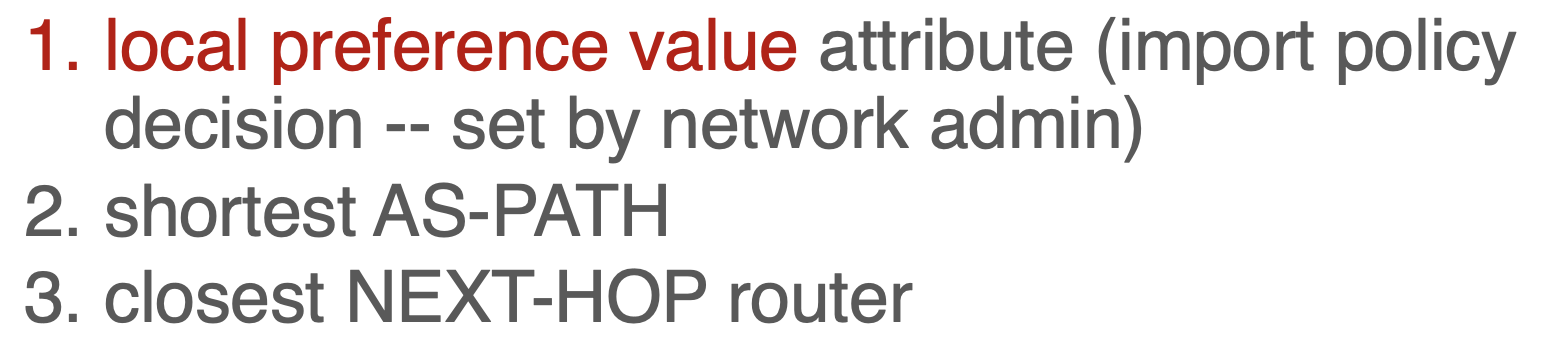 1. local preference value attribute (import policy
decision -- set by network admin)
2. shortest AS-PATH
3. closest NEXT-HOP router